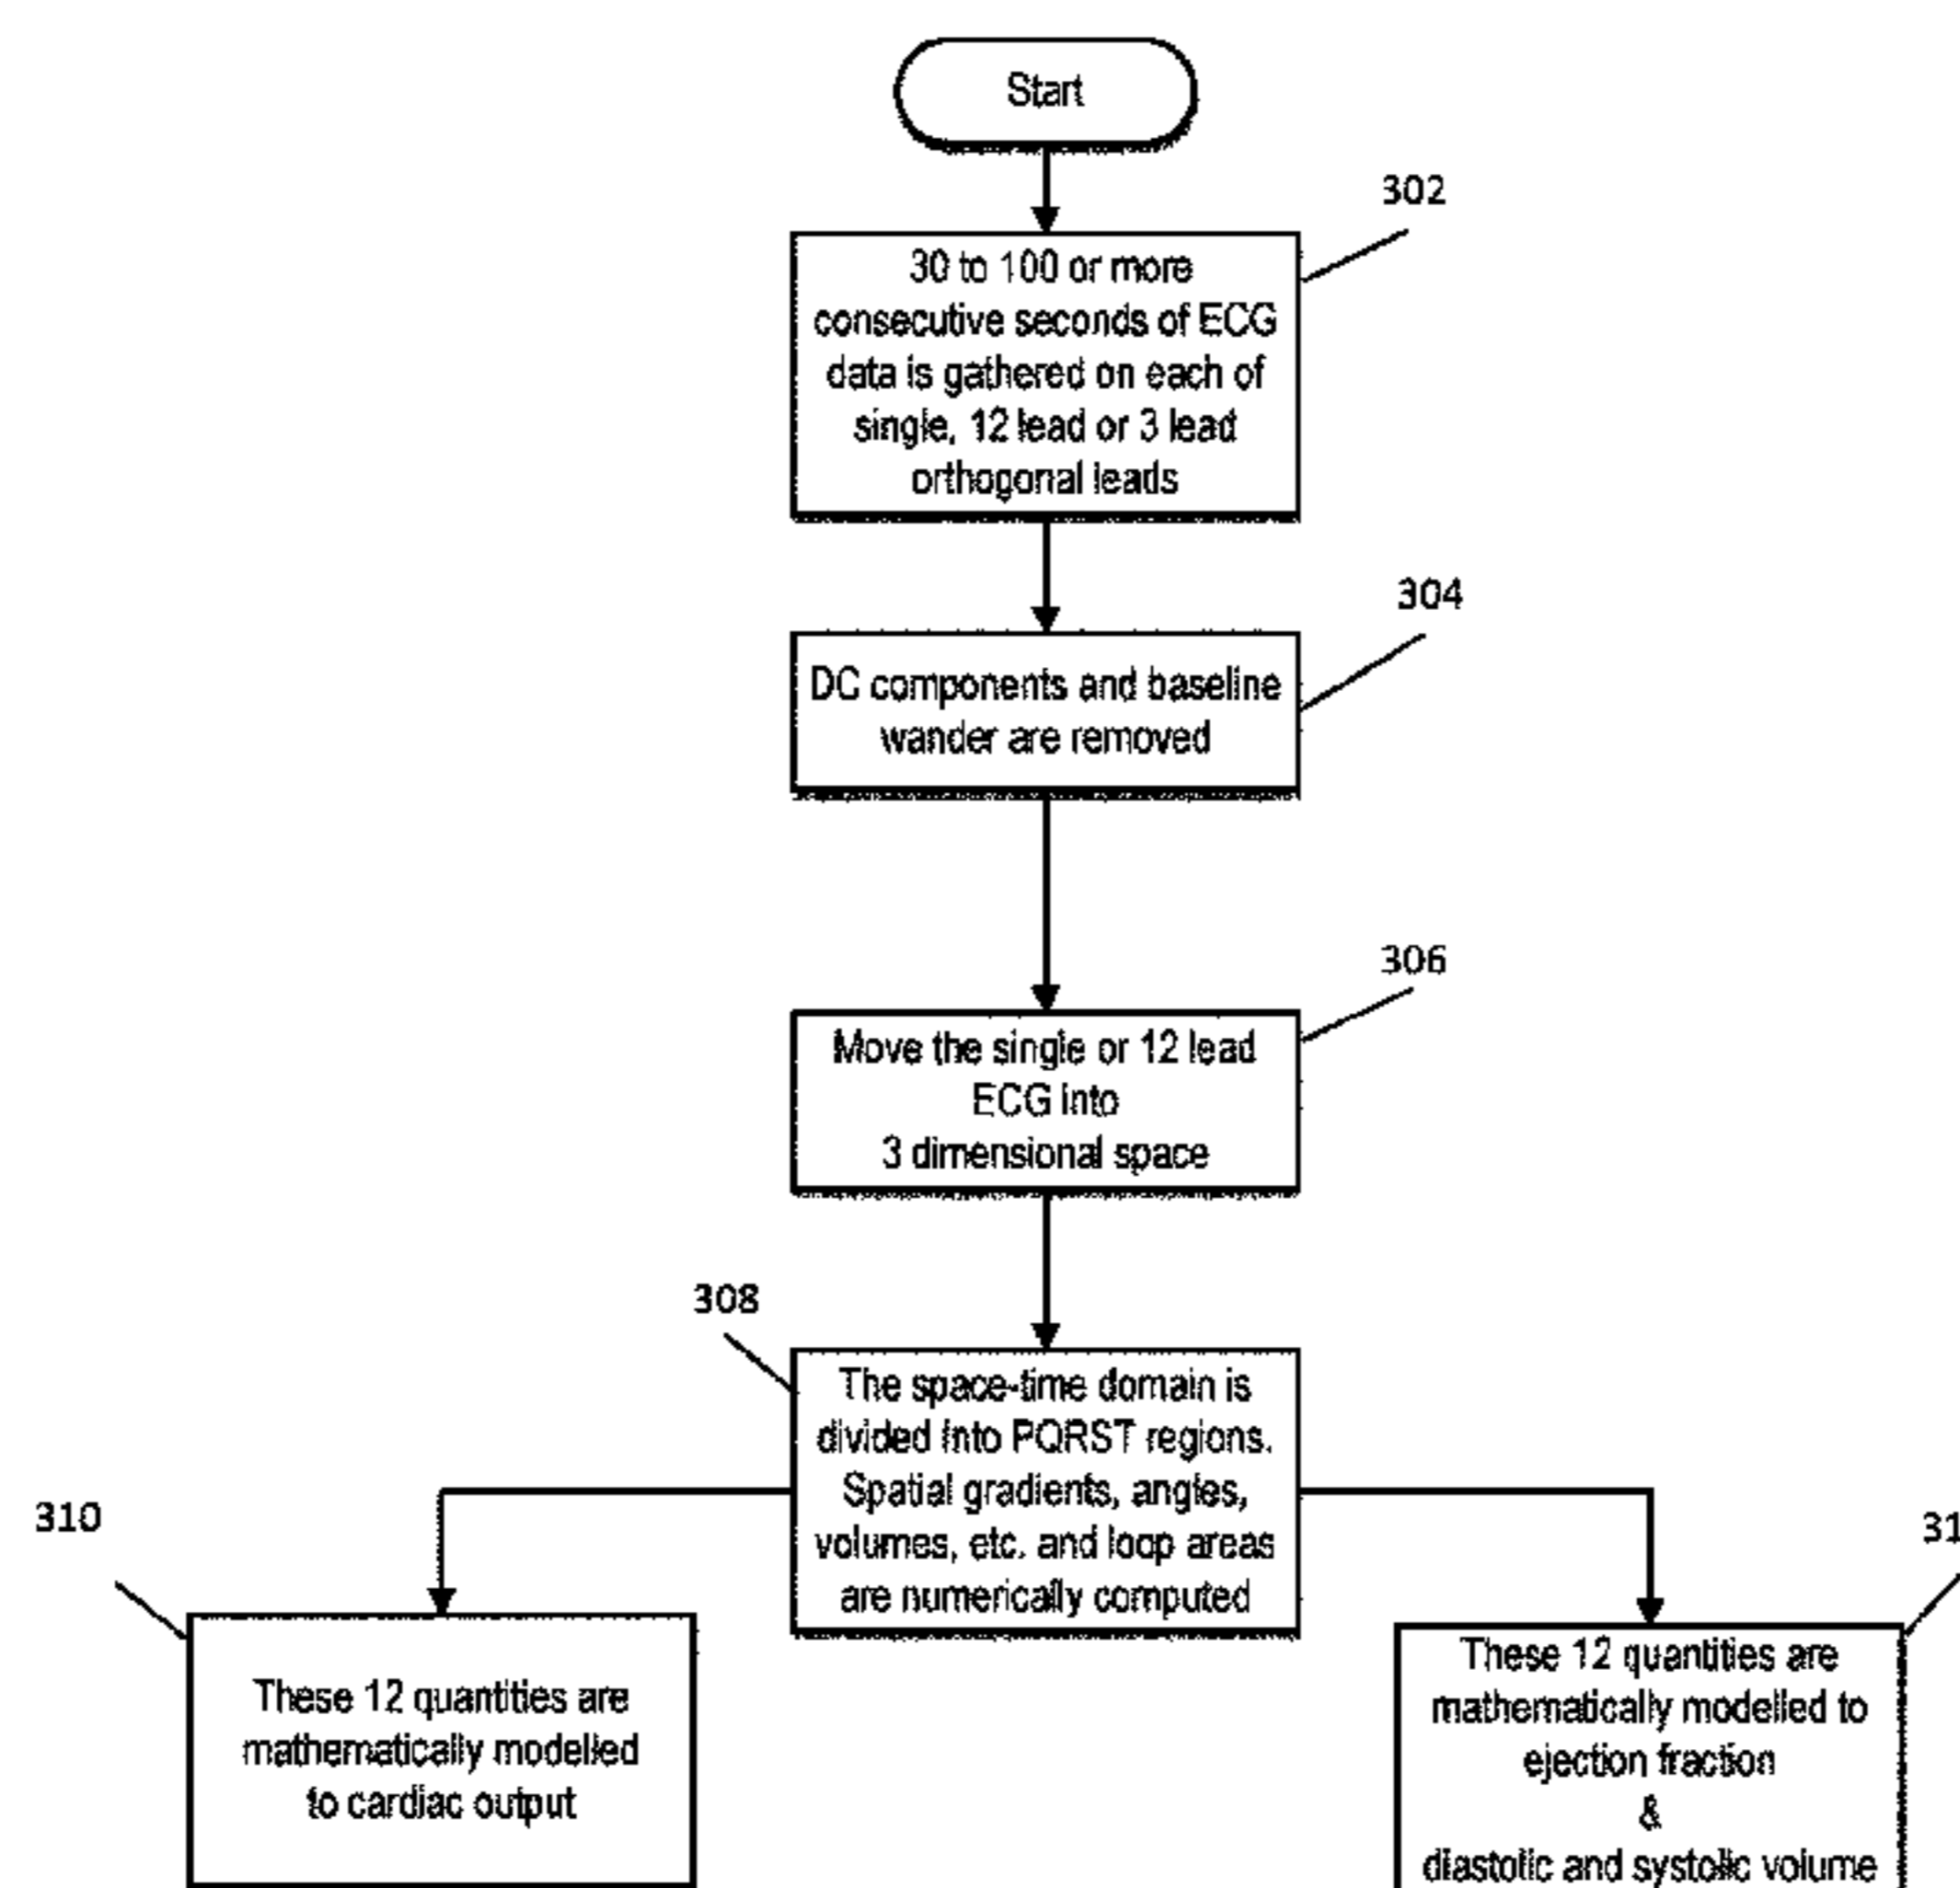 Start
302
30 to 100 or more
consecutive seconds of ECG
data is gathered on each of
single, 12 lead or 3 lead
orthogonal leads
304
DC components and baseline
wander are removed
306
Move the single or 12 lead
ECG into
3 dimensional space
308
The space-time domain is
divided into PQRST regions.
Spatial gradients, angles,
volumes, etc. and loop areas
are numerically computed
310
These 12 quantities are
mathematically modelled
to cardiac output
These 12 quantities are
mathematically modelled to
ejection fraction
&
diastolic and systolic volume